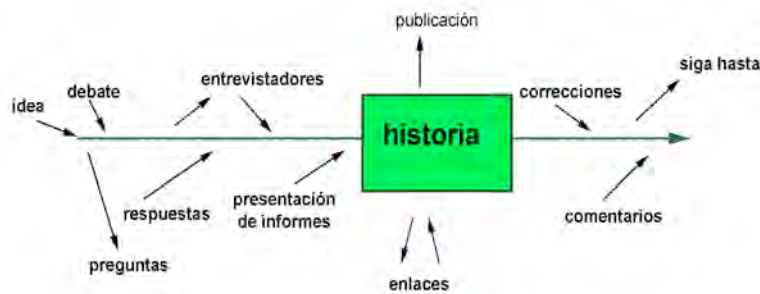 publicación
siga hasta
entrevistadores
debate
correcciones
idea
historia
respuestas
presentación
de informes
comentarios
preguntas
enlaces